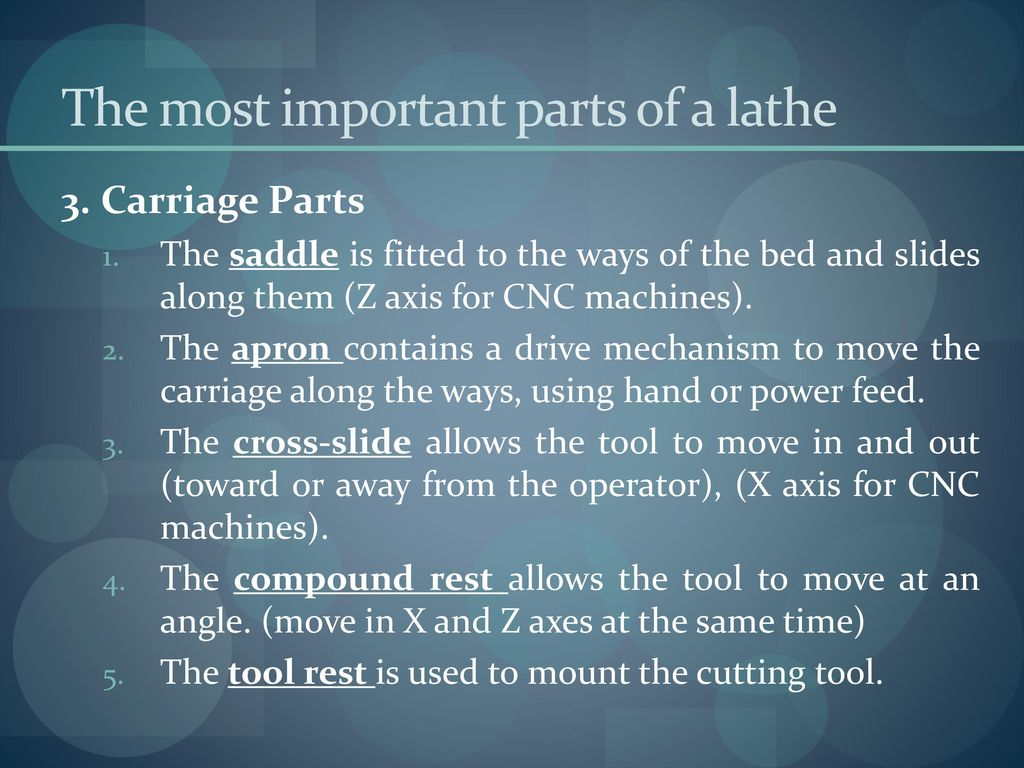 The most important parts of a lathe
3. Carriage Parts
1. The saddle is fitted to the ways of the bed and slides
along them (Z axis for CNC machines).
2. The apron contains a drive mechanism to move the
carriage along the ways, using hand or power feed.
3. The cross-slide allows the tool to move in and out
(toward or away from the operator), (X axis for CNC
machines).
4. The compound rest allows the tool to move at an
angle. (move in X and Z axes at the same time)
5. The tool rest is used to mount the cutting tool.